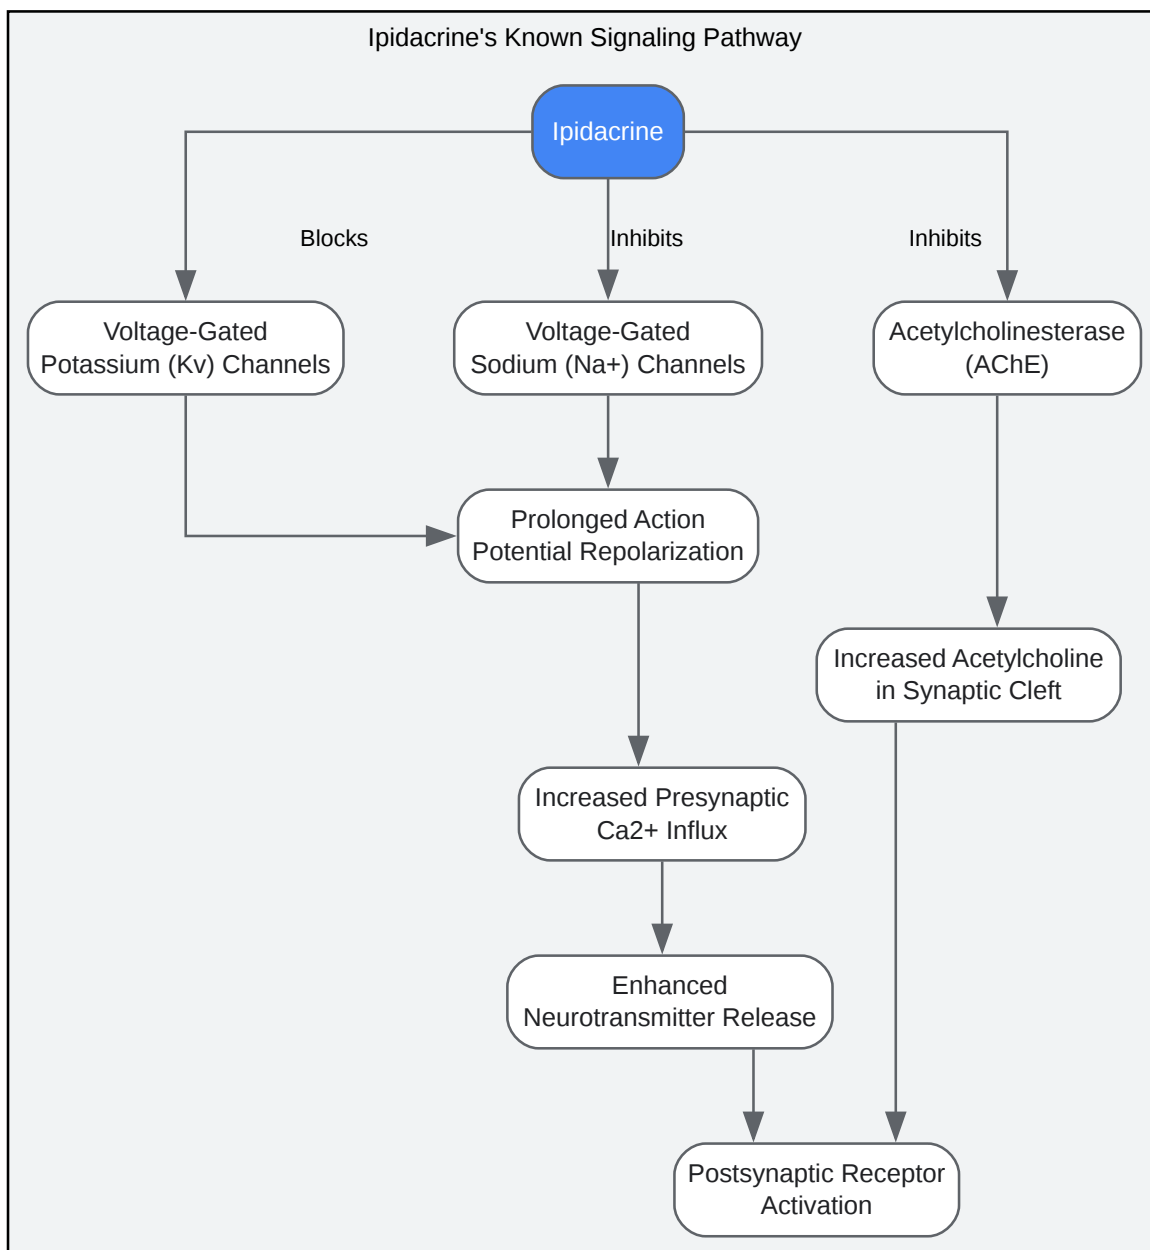 Ipidacrine's Known Signaling Pathway
Ipidacrine
Blocks
Inhibits
Inhibits
Voltage-Gated
Potassium (Kv) Channels
Voltage-Gated
Sodium (Na+) Channels
Acetylcholinesterase
(AChE)
Prolonged Action
Potential Repolarization
Increased Acetylcholine
in Synaptic Cleft
Increased Presynaptic
Ca2+ Influx
Enhanced
Neurotransmitter Release
Postsynaptic Receptor
Activation